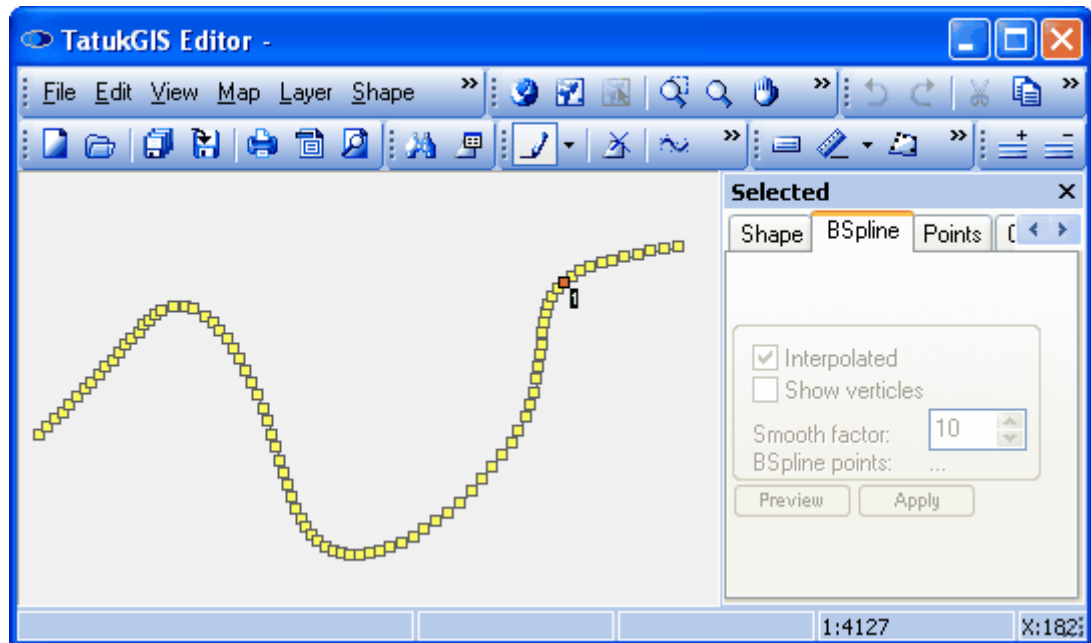 TatukGIS Editor -
File Edit View Map Layer Shape
Selected
Shape BSpline Points
Interpolated
Show verticles
Smooth factor: 10
BSpline points: ...
Preview Apply
1
1:4127 X:182